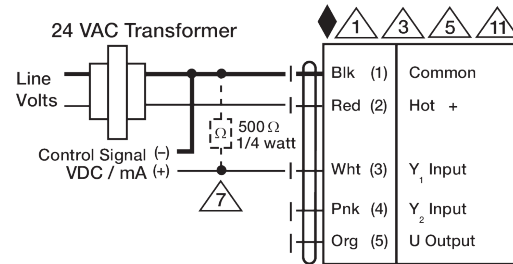 24 VAC Transformer
1 3 5 11
Line
Volts
Blk (1) Common
Red (2) Hot +
Ω 500 Ω
1/4 watt
Control Signal (–)
VDC / mA (+)
7
Wht (3) Y1 Input
Pnk (4) Y2 Input
Org (5) U Output